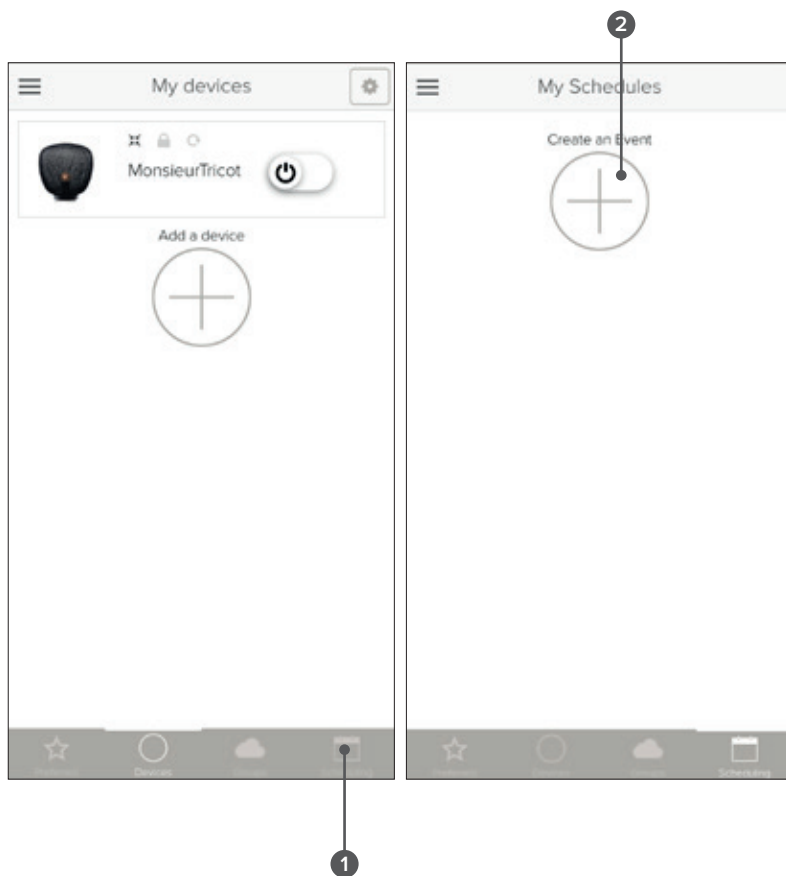 2
My devices
MonsieurTricot
Add a device
Devices
My Schedules
Create an Event
Scheduling
1